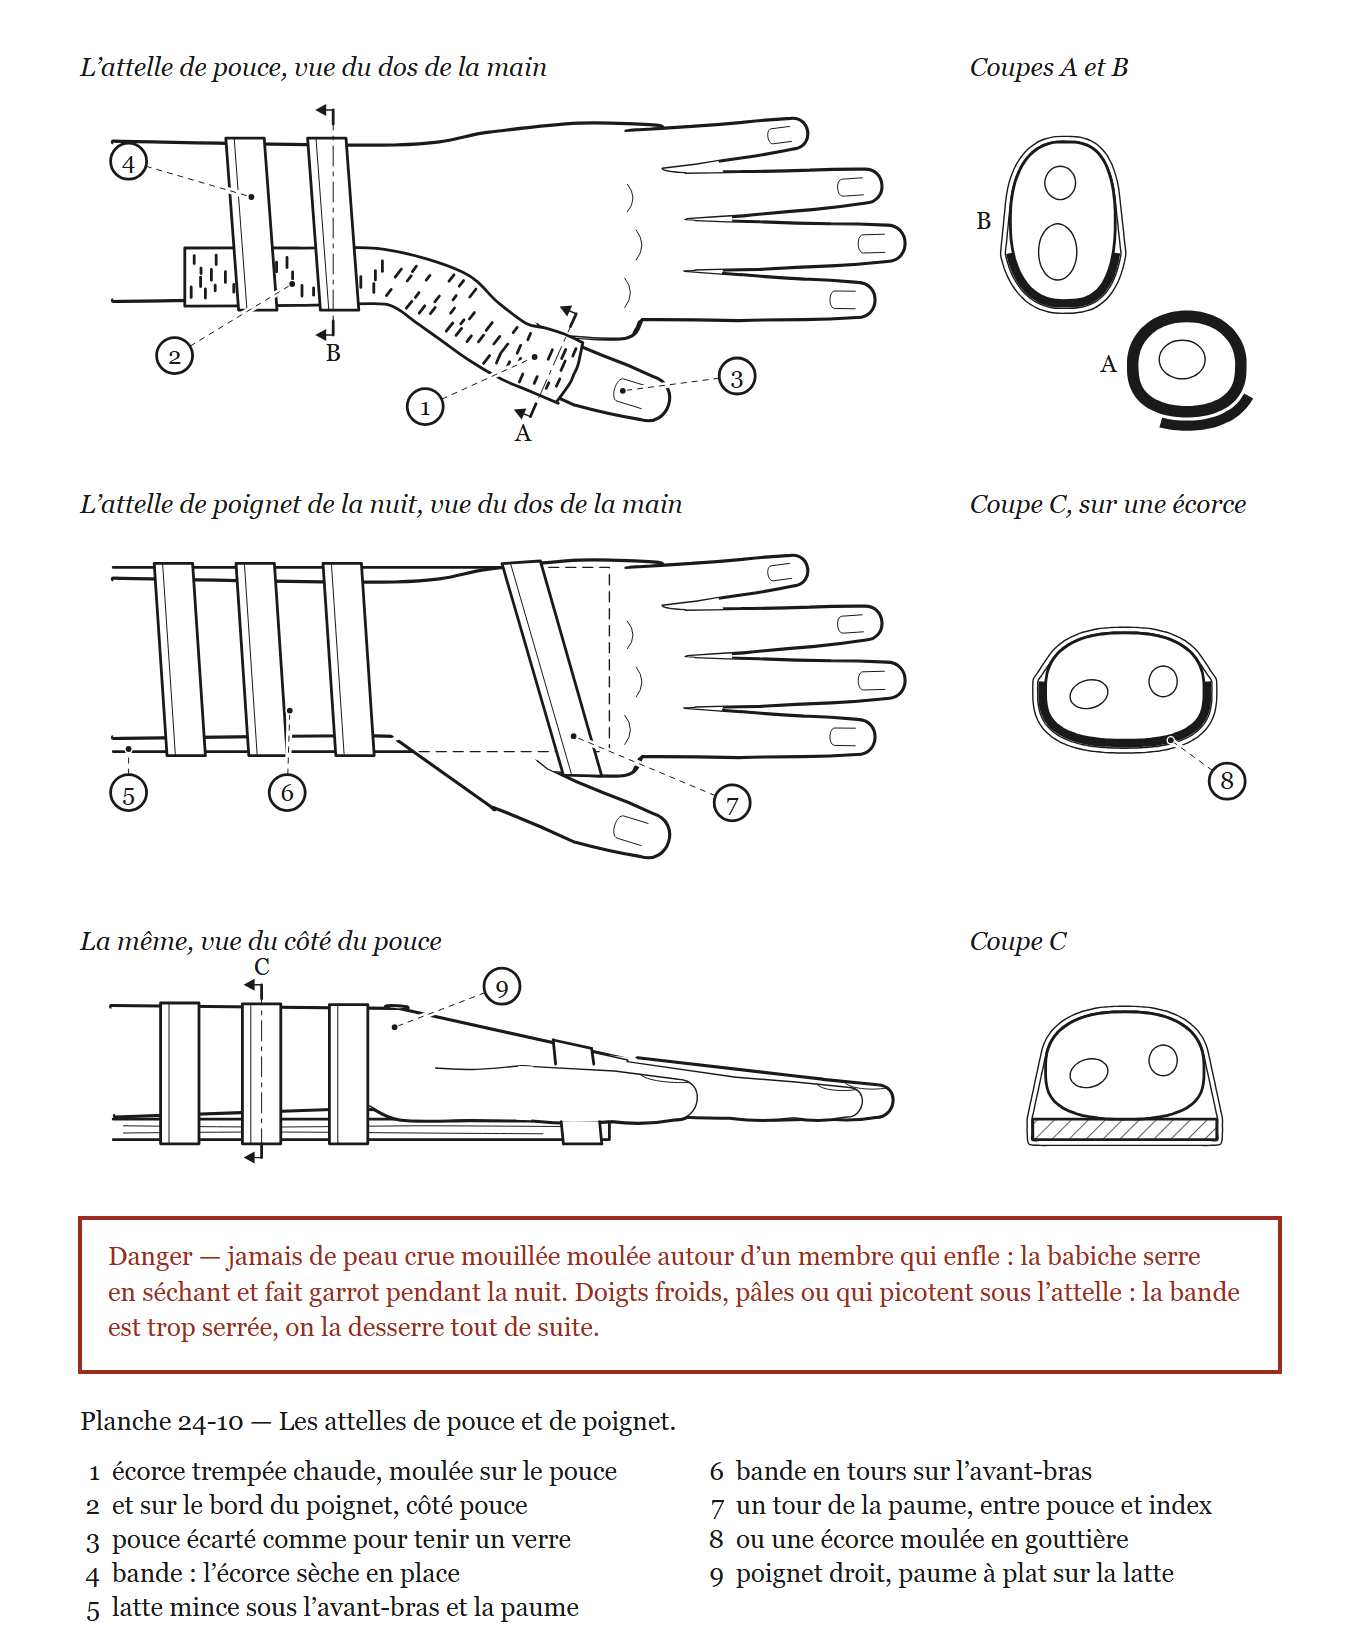 L’attelle de pouce, vue du dos de la main
Coupes A et B
4
B
2
B
1
3
A
A
L’attelle de poignet de la nuit, vue du dos de la main
Coupe C, sur une écorce
5
6
7
8
La même, vue du côté du pouce
Coupe C
C
9
Danger — jamais de peau crue mouillée moulée autour d’un membre qui enfle : la babiche serre
en séchant et fait garrot pendant la nuit. Doigts froids, pâles ou qui picotent sous l’attelle : la bande
est trop serrée, on la desserre tout de suite.
Planche 24-10 — Les attelles de pouce et de poignet.
1 écorce trempée chaude, moulée sur le pouce
2 et sur le bord du poignet, côté pouce
3 pouce écarté comme pour tenir un verre
4 bande : l’écorce sèche en place
5 latte mince sous l’avant-bras et la paume
6 bande en tours sur l’avant-bras
7 un tour de la paume, entre pouce et index
8 ou une écorce moulée en gouttière
9 poignet droit, paume à plat sur la latte